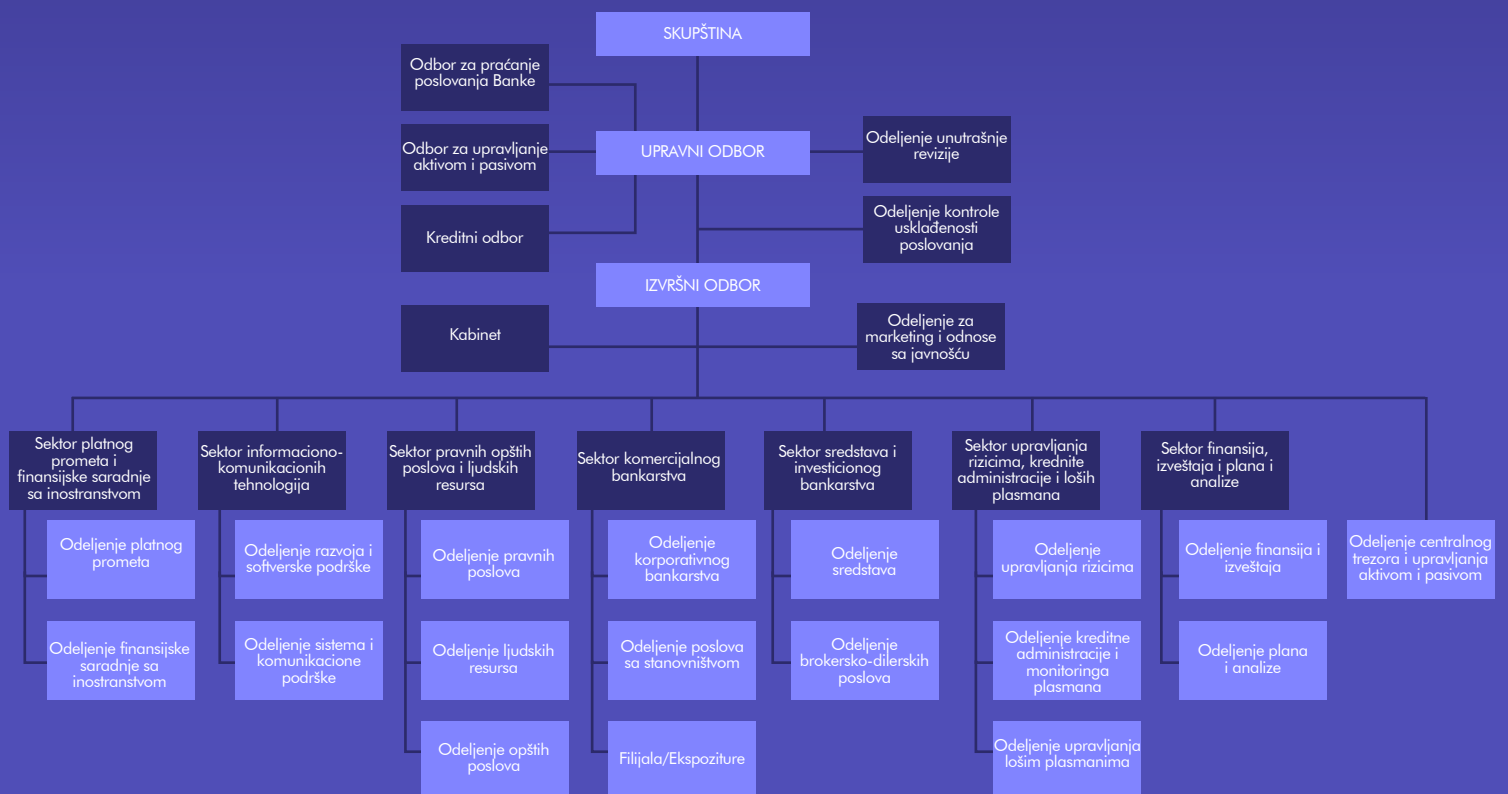 SKUPŠTINA
Odbor za praćanje
poslovanja Banke
Odbor za upravljanje
aktivom i pasivom
UPRAVNI ODBOR
Odeljenje unutrašnje
revizije
Kreditni odbor
Odeljenje kontrole
usklađenosti
poslovanja
IZVRŠNI ODBOR
Kabinet
Odeljenje za
marketing i odnose
sa javnošću
Sektor platnog
prometa i
finansijske saradnje
sa inostranstvom
Sektor informaciono-
komunikacionih
tehnologija
Sektor pravnih opštih
poslova i ljudskih
resursa
Sektor komercijalnog
bankarstva
Sektor sredstava i
investicionog
bankarstva
Sektor upravljanja
rizicima, krednite
administracije i loših
plasmana
Sektor finansija,
izveštaja i plana i
analize
Odeljenje platnog
prometa
Odeljenje razvoja i
softverske podrške
Odeljenje pravnih
poslova
Odeljenje
korporativnog
bankarstva
Odeljenje
sredstava
Odeljenje
upravljanja rizicima
Odeljenje finansija i
izveštaja
Odeljenje centralnog
trezora i upravljanja
aktivom i pasivom
Odeljenje finansijske
saradnje sa
inostranstvom
Odeljenje sistema i
komunikacione
podrške
Odeljenje ljudskih
resursa
Odeljenje poslova
sa stanovništvom
Odeljenje
brokersko-dilerskih
poslova
Odeljenje kreditne
administracije i
monitoringa
plasmana
Odeljenje plana
i analize
Odeljenje opštih
poslova
Filijala/Ekspoziture
Odeljenje upravljanja
lošim plasmanima